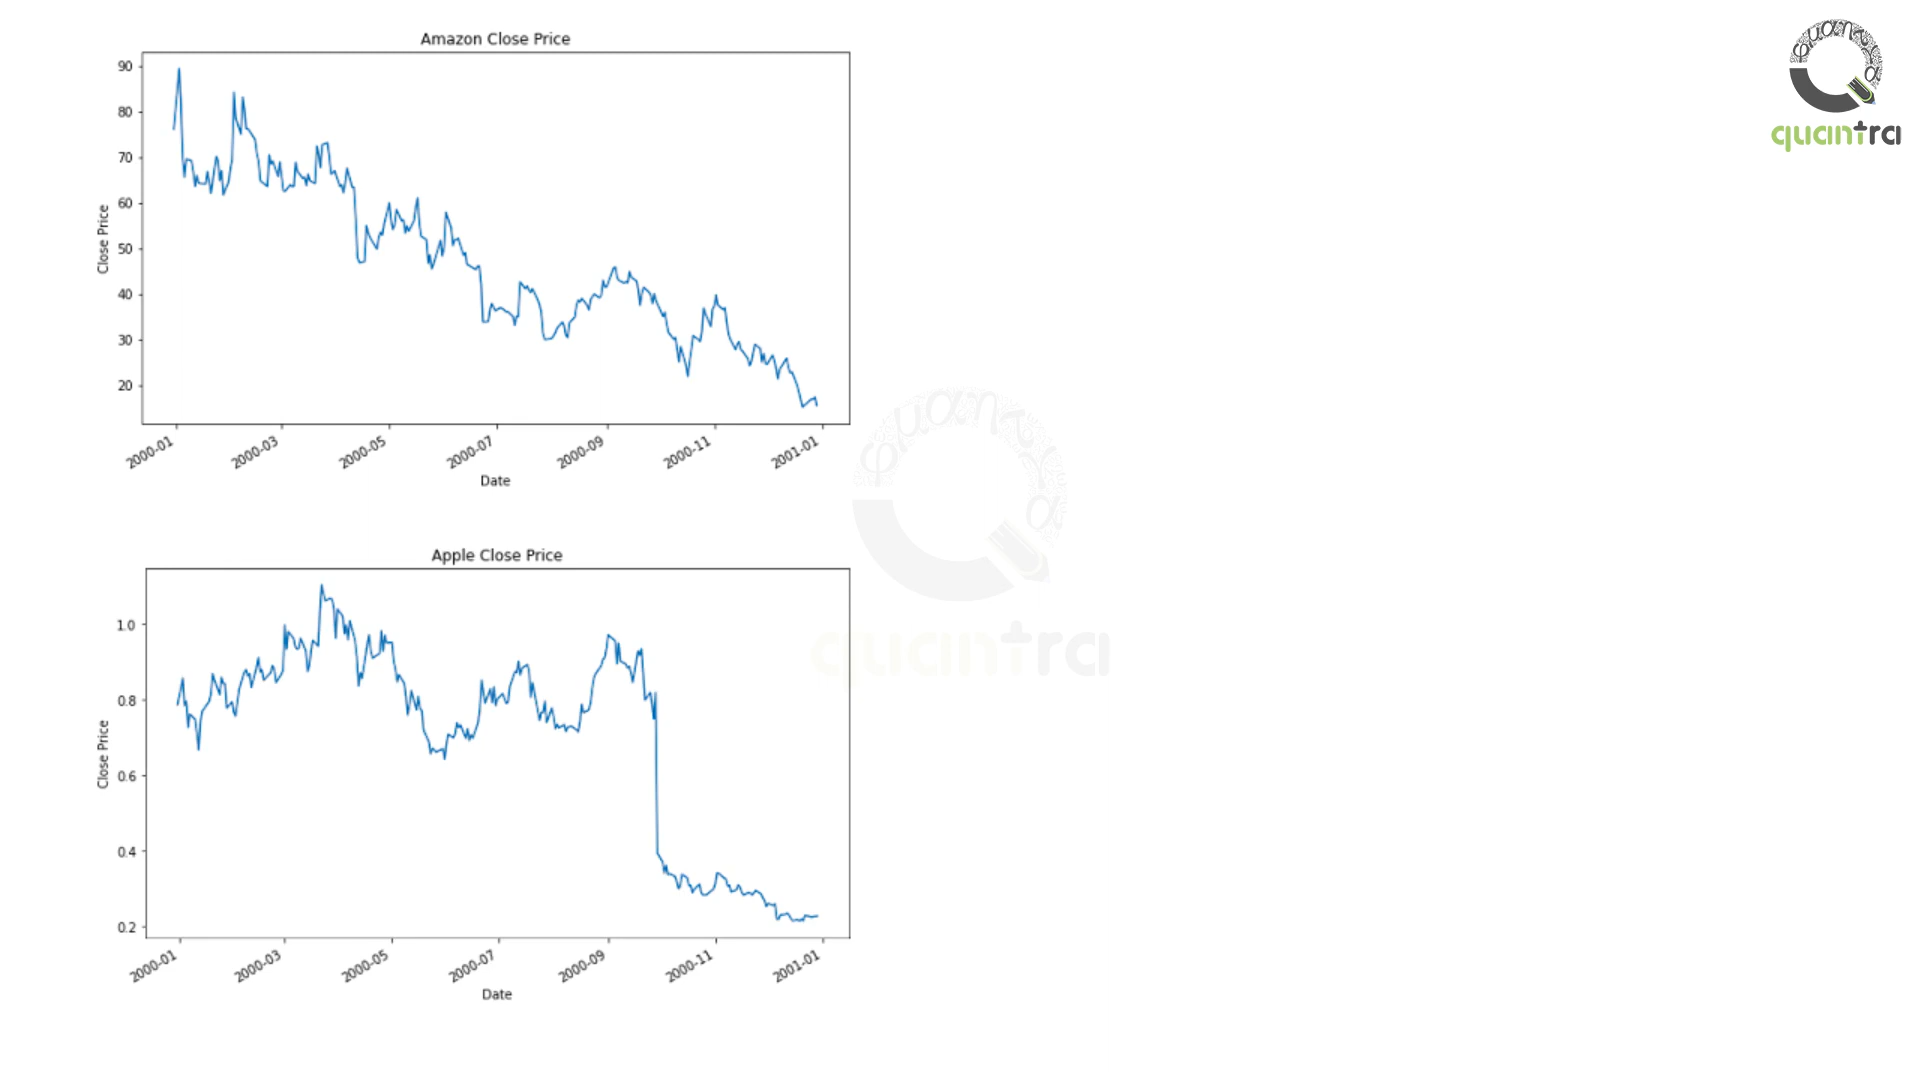 Amazon Close Price
90
80
70
60
50
40
30
20
Close Price
2000-01 2000-03 2000-05 2000-07 2000-09 2000-11 2001-01
Date
Apple Close Price
1.0
0.8
0.6
0.4
0.2
Close Price
2000-01 2000-03 2000-05 2000-07 2000-09 2000-11 2001-01
Date
quantra
quantra